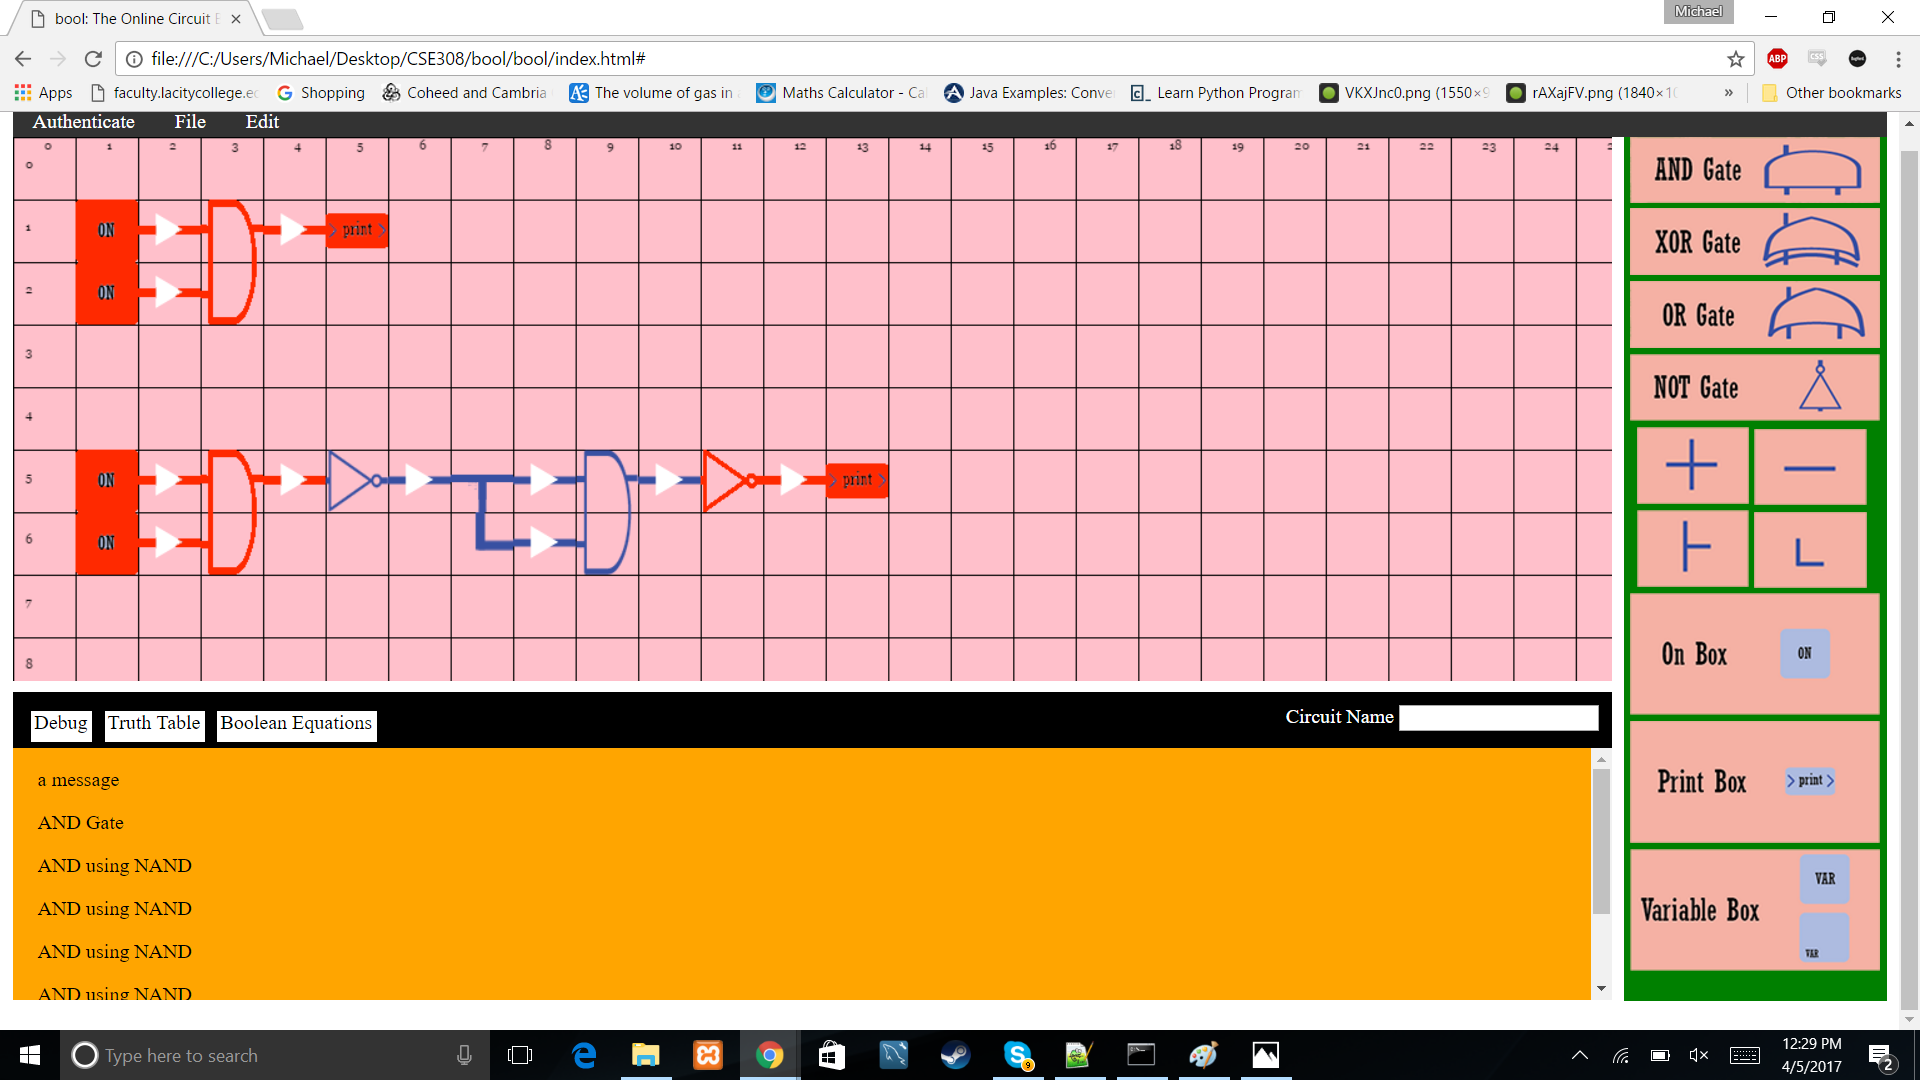 bool: The Online Circuit
Michael
file:///C:/Users/Michael/Desktop/CSE308/bool/bool/index.html#
ABP
Apps
faculty.lacitycollege.ed
Shopping
Coheed and Cambria
The volume of gas in
Maths Calculator - Ca
Java Examples: Conve
Learn Python Program
VKXJnc0.png (1550×9
rAXajFV.png (1840×10
»
Other bookmarks
Authenticate File Edit
0 1 2 3 4 5 6 7 8 9 10 11 12 13 14 15 16 17 18 19 20 21 22 23 24
0
1 ON > print >
2 ON
3
4
5 ON > print >
6 ON
7
8
AND Gate
XOR Gate
OR Gate
NOT Gate
On Box ON
Print Box > print >
Variable Box VAR
VAR
Debug Truth Table Boolean Equations
Circuit Name
a message
AND Gate
AND using NAND
AND using NAND
AND using NAND
AND using NAND
Type here to search
9
12:29 PM
4/5/2017
2